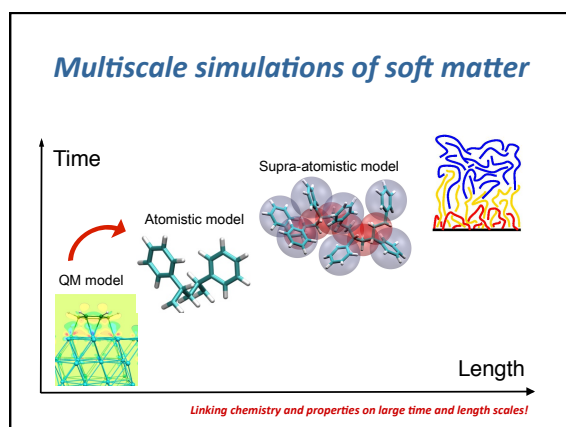 Multiscale simulations of soft matter
Time
Supra-atomistic model
Atomistic model
QM model
Length
Linking chemistry and properties on large time and length scales!